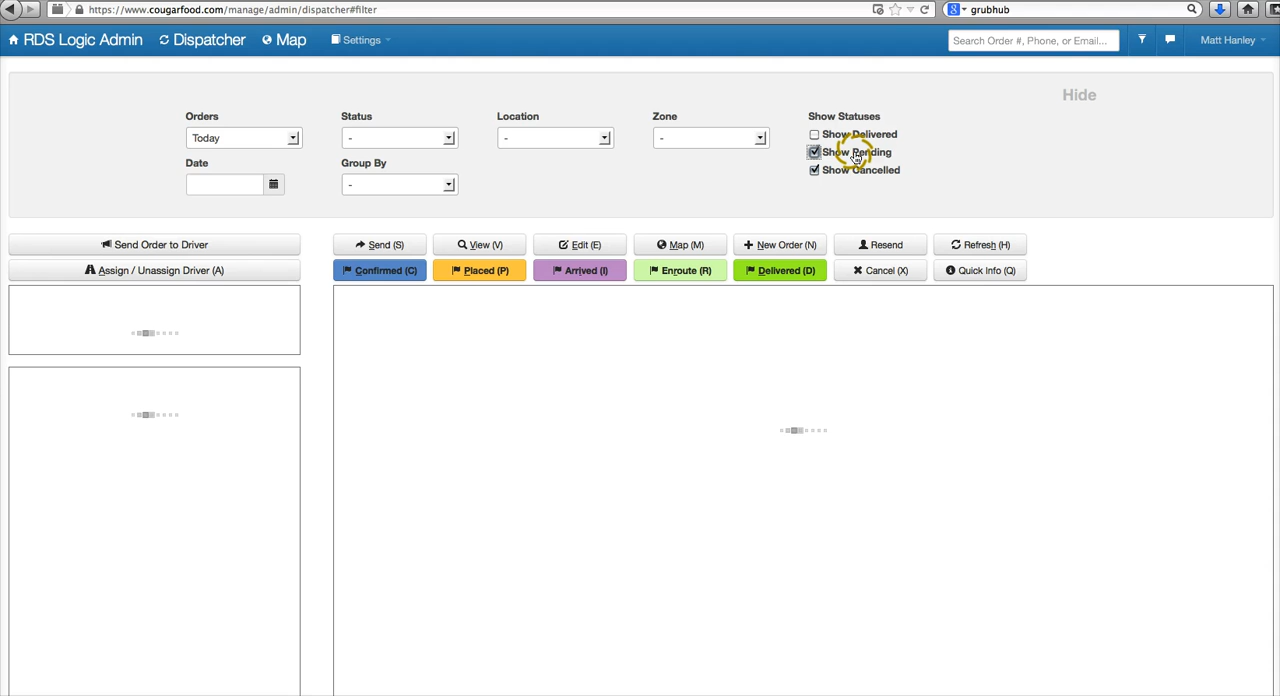 https://www.cougarfood.com/manage/admin/dispatcher#filter
grubhub
RDS Logic Admin Dispatcher Map Settings
Search Order #, Phone, or Email...
Matt Hanley
Hide
Orders Status Location Zone Show Statuses
Today - - - Show Delivered
Show Pending
Date Group By Show Cancelled
-
Send Order to Driver Send (S) View (V) Edit (E) Map (M) New Order (N) Resend Refresh (H)
Assign / Unassign Driver (A) Confirmed (C) Placed (P) Arrived (I) Enroute (R) Delivered (D) Cancel (X) Quick Info (Q)